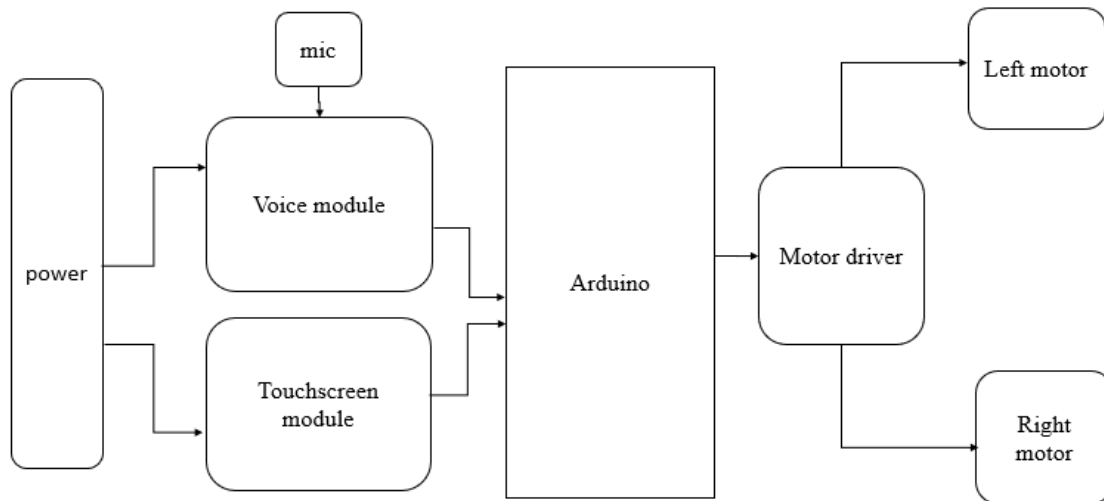 mic
Left motor
Voice module
power
Arduino
Motor driver
Touchscreen
module
Right
motor